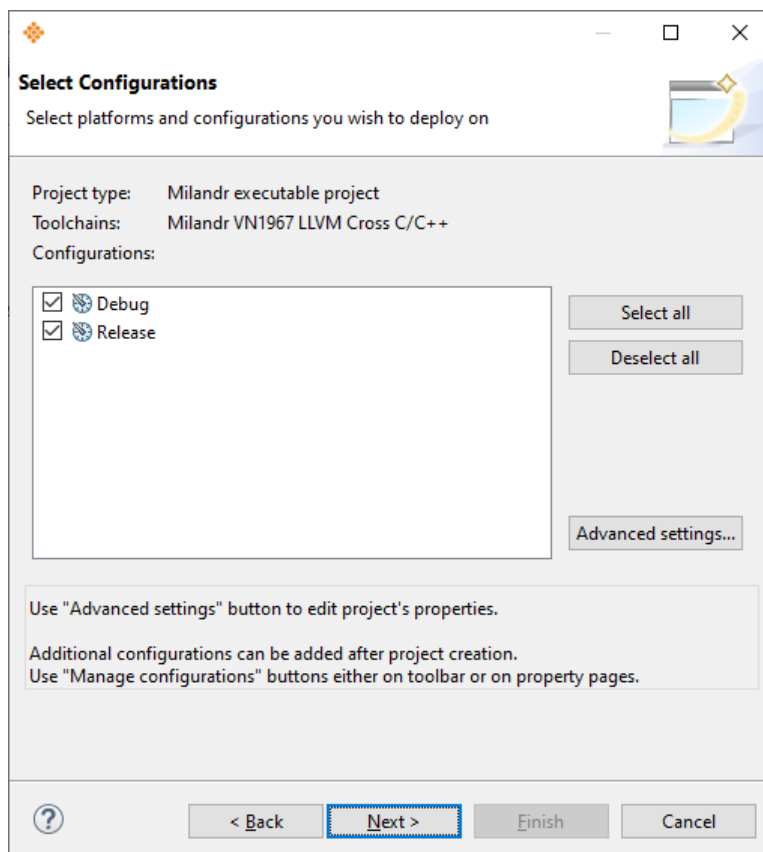 Select Configurations
Select platforms and configurations you wish to deploy on
Project type: Milandr executable project
Toolchains: Milandr VN1967 LLVM Cross C/C++
Configurations:
Debug
Release
Select all
Deselect all
Advanced settings...
Use "Advanced settings" button to edit project's properties.
Additional configurations can be added after project creation.
Use "Manage configurations" buttons either on toolbar or on property pages.
?
< Back
Next >
Finish
Cancel